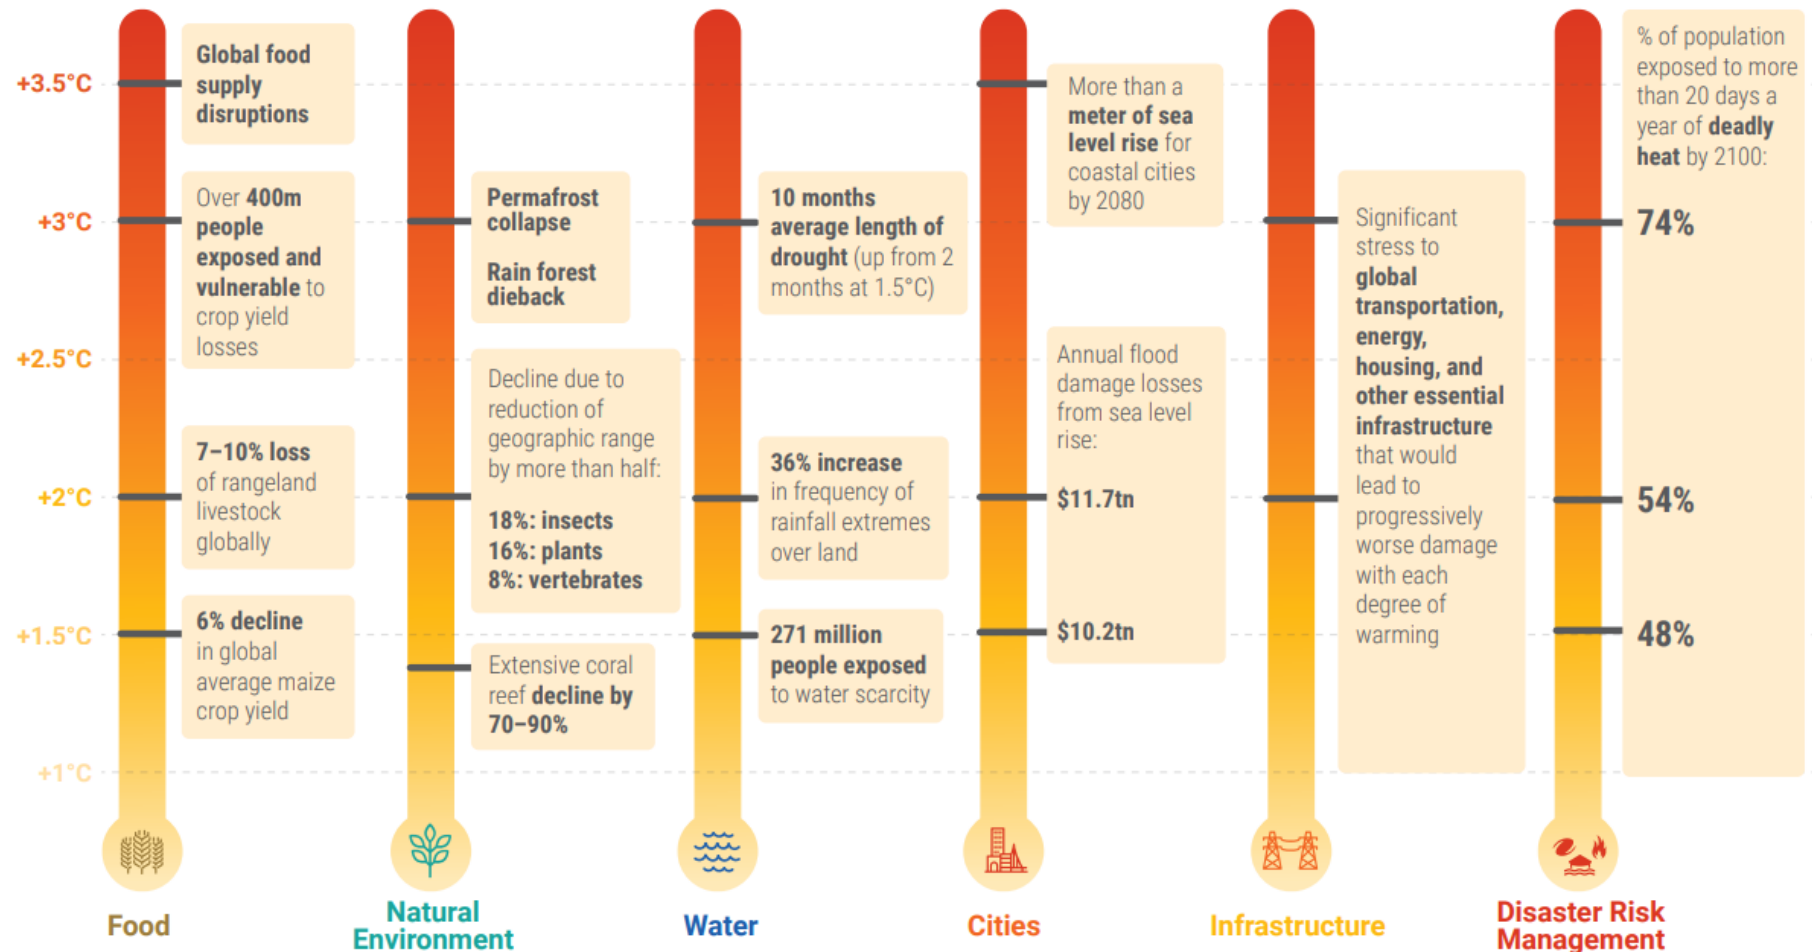 +3.5°C
+3°C
+2.5°C
+2°C
+1.5°C
+1°C
Global food
supply
disruptions
Over 400m
people
exposed and
vulnerable to
crop yield
losses
7–10% loss
of rangeland
livestock
globally
6% decline
in global
average maize
crop yield
Food
Permafrost
collapse
Rain forest
dieback
Decline due to
reduction of
geographic range
by more than half:
18%: insects
16%: plants
8%: vertebrates
Extensive coral
reef decline by
70–90%
Natural
Environment
10 months
average length of
drought (up from 2
months at 1.5°C)
36% increase
in frequency of
rainfall extremes
over land
271 million
people exposed
to water scarcity
Water
More than a
meter of sea
level rise for
coastal cities
by 2080
Annual flood
damage losses
from sea level
rise:
$11.7tn
$10.2tn
Cities
Significant
stress to
global
transportation,
energy,
housing, and
other essential
infrastructure
that would
lead to
progressively
worse damage
with each
degree of
warming
Infrastructure
% of population
exposed to more
than 20 days a
year of deadly
heat by 2100:
74%
54%
48%
Disaster Risk
Management